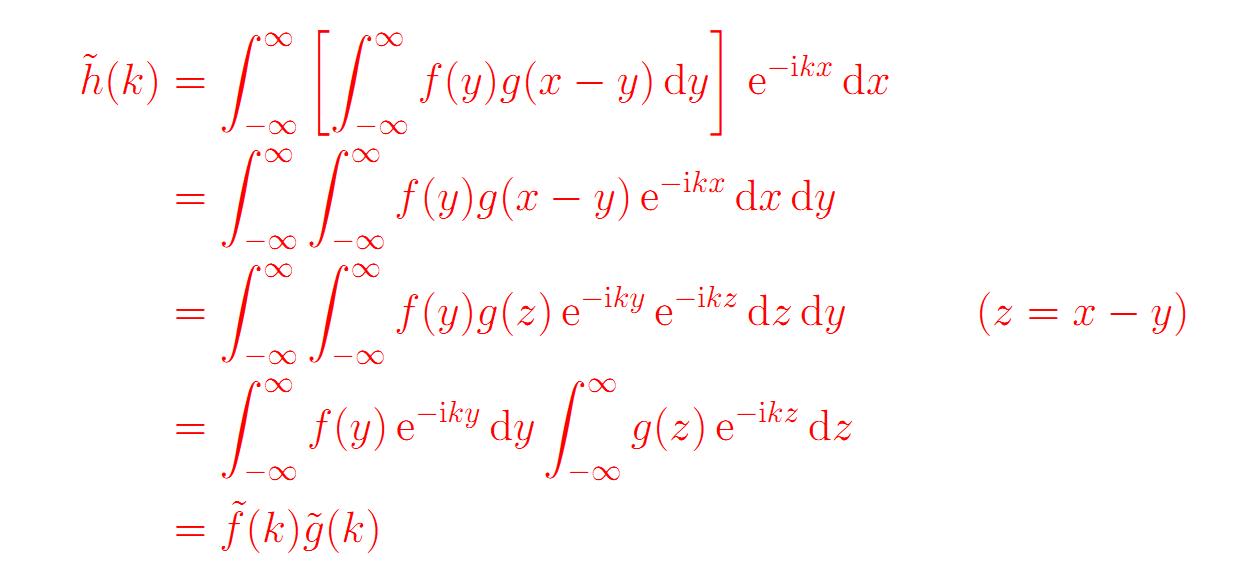 h̃(k) = ∫_{−∞}^{∞} [ ∫_{−∞}^{∞} f(y)g(x − y) dy ] e^{−ikx} dx
= ∫_{−∞}^{∞} ∫_{−∞}^{∞} f(y)g(x − y) e^{−ikx} dx dy
= ∫_{−∞}^{∞} ∫_{−∞}^{∞} f(y)g(z) e^{−iky} e^{−ikz} dz dy (z = x − y)
= ∫_{−∞}^{∞} f(y) e^{−iky} dy ∫_{−∞}^{∞} g(z) e^{−ikz} dz
= f̃(k)g̃(k)